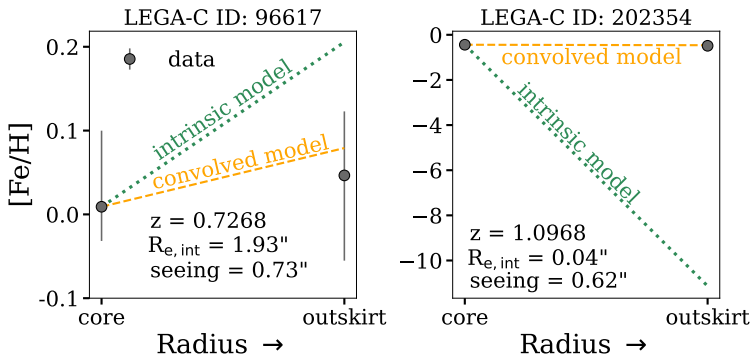 LEGA-C ID: 96617
LEGA-C ID: 202354
[Fe/H]
0.2
0.1
0.0
-0.1
data
intrinsic model
convolved model
z = 0.7268
R_e, int = 1.93"
seeing = 0.73"
core
outskirt
Radius →
0
−2
−4
−6
−8
−10
convolved model
intrinsic model
z = 1.0968
R_e, int = 0.04"
seeing = 0.62"
core
outskirt
Radius →